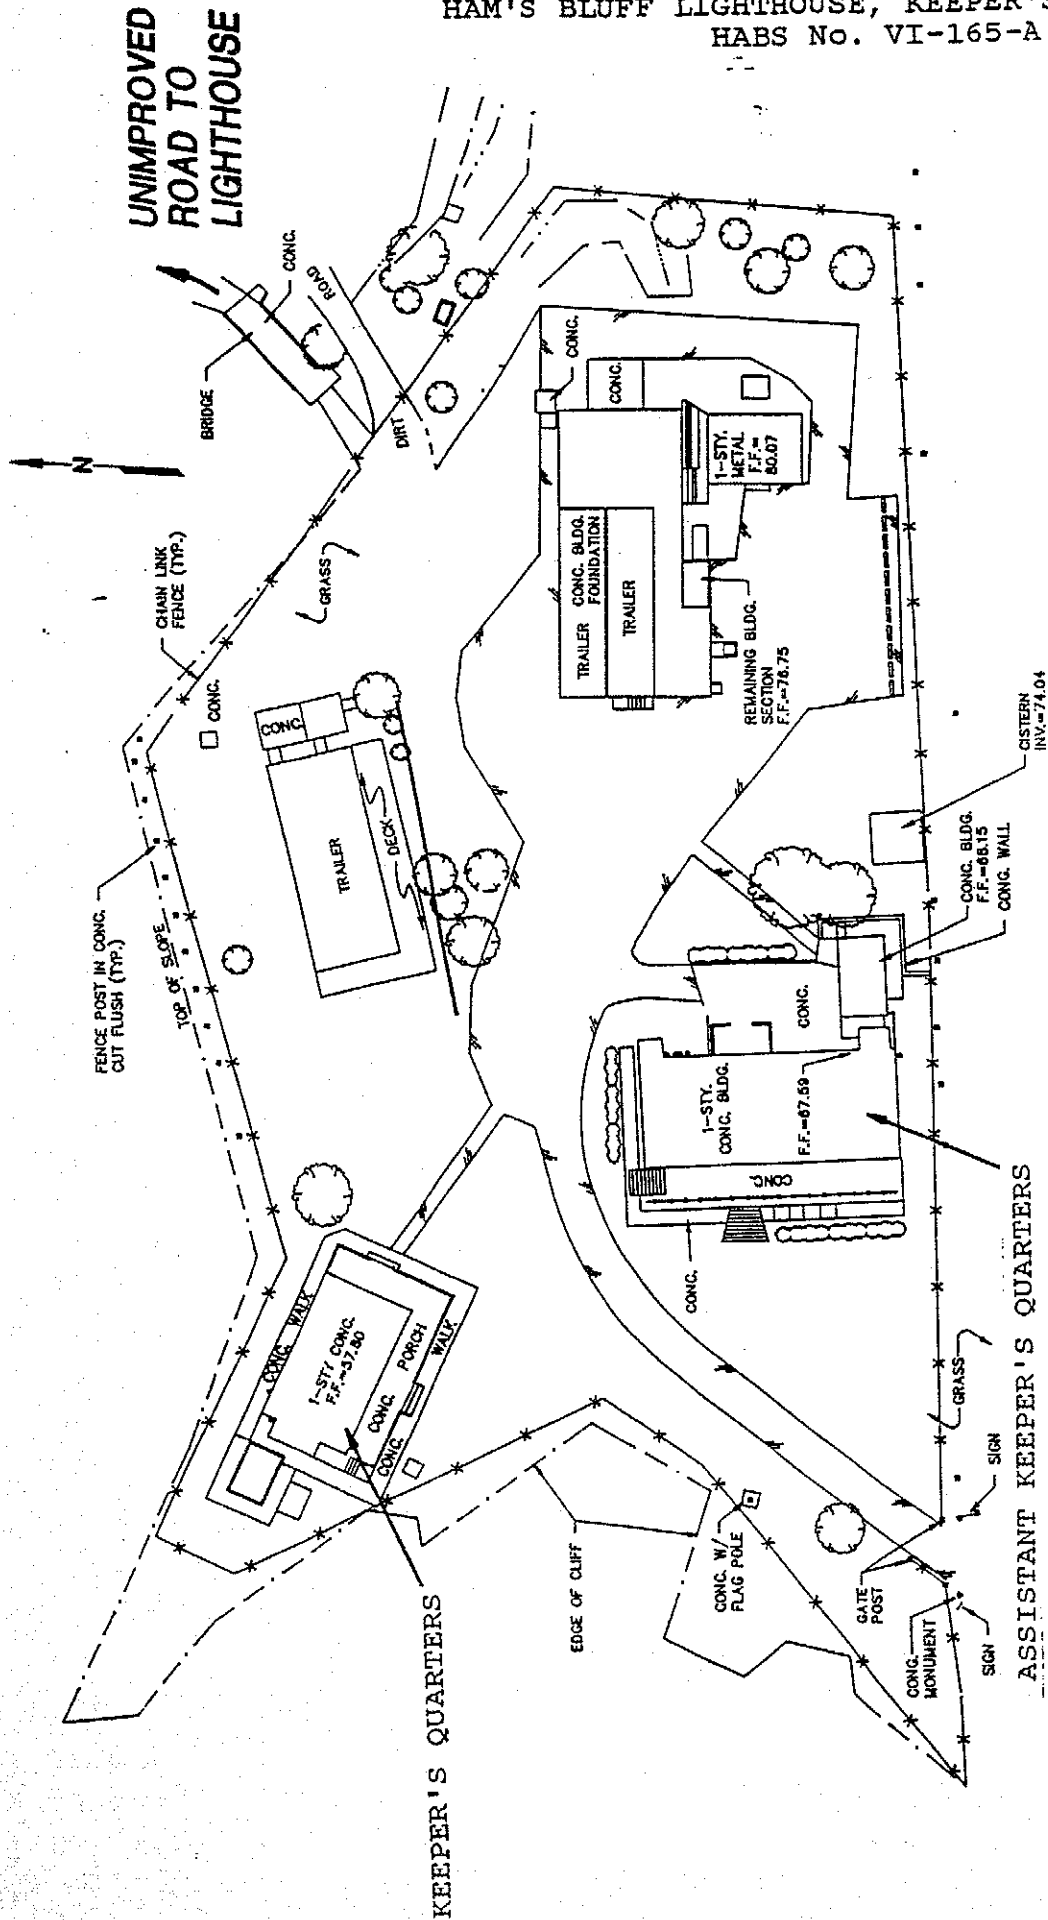 HAM'S BLUFF LIGHTHOUSE, KEEPER'S
HABS No. VI-165-A
UNIMPROVED
ROAD TO
LIGHTHOUSE
N
BRIDGE
CONC.
ROAD
DIRT
CHAIN LINK
FENCE (TYP.)
GRASS
CONC.
CONC.
TRAILER
DECK
FENCE POST IN CONC.
CUT FLUSH (TYP.)
TOP OF SLOPE
CONC.
CONC.
1-STY.
METAL
F.F.=
80.07
TRAILER
CONC. BLDG.
FOUNDATION
TRAILER
REMAINING BLDG.
SECTION
F.F.=76.75
CISTERN
INV.=74.04
CONC. BLDG.
F.F.=68.15
CONC. WALL
CONC.
1-STY.
CONC. BLDG.
F.F.=67.59
CONC.
CONC.
CONC. WALK
1-STY CONC.
F.F.=57.80
CONC. PORCH
CONC. WALK
KEEPER'S QUARTERS
EDGE OF CLIFF
CONC. W/
FLAG POLE
GATE
POST
CONC.
MONUMENT
SIGN
SIGN
GRASS
ASSISTANT KEEPER'S QUARTERS